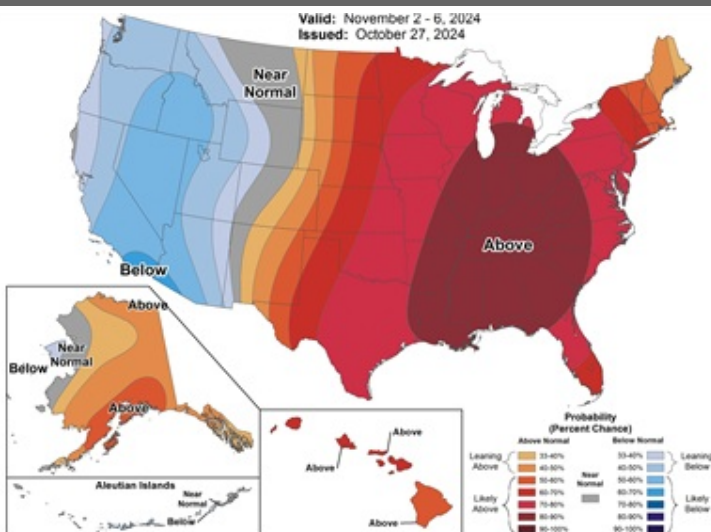 Valid: November 2 - 6, 2024
Issued: October 27, 2024
Near
Normal
Above
Below
Above
Near
Normal
Below
Above
Aleutian Islands
Near
Normal
Below
Above
Above
Above
Probability
(Percent Chance)
Above Normal
Below Normal
Leaning
Above
33-40%
40-50%
Likely
Above
50-60%
60-70%
70-80%
80-90%
90-100%
Near
Normal
33-40%
40-50%
Leaning
Below
50-60%
60-70%
70-80%
80-90%
90-100%
Likely
Below